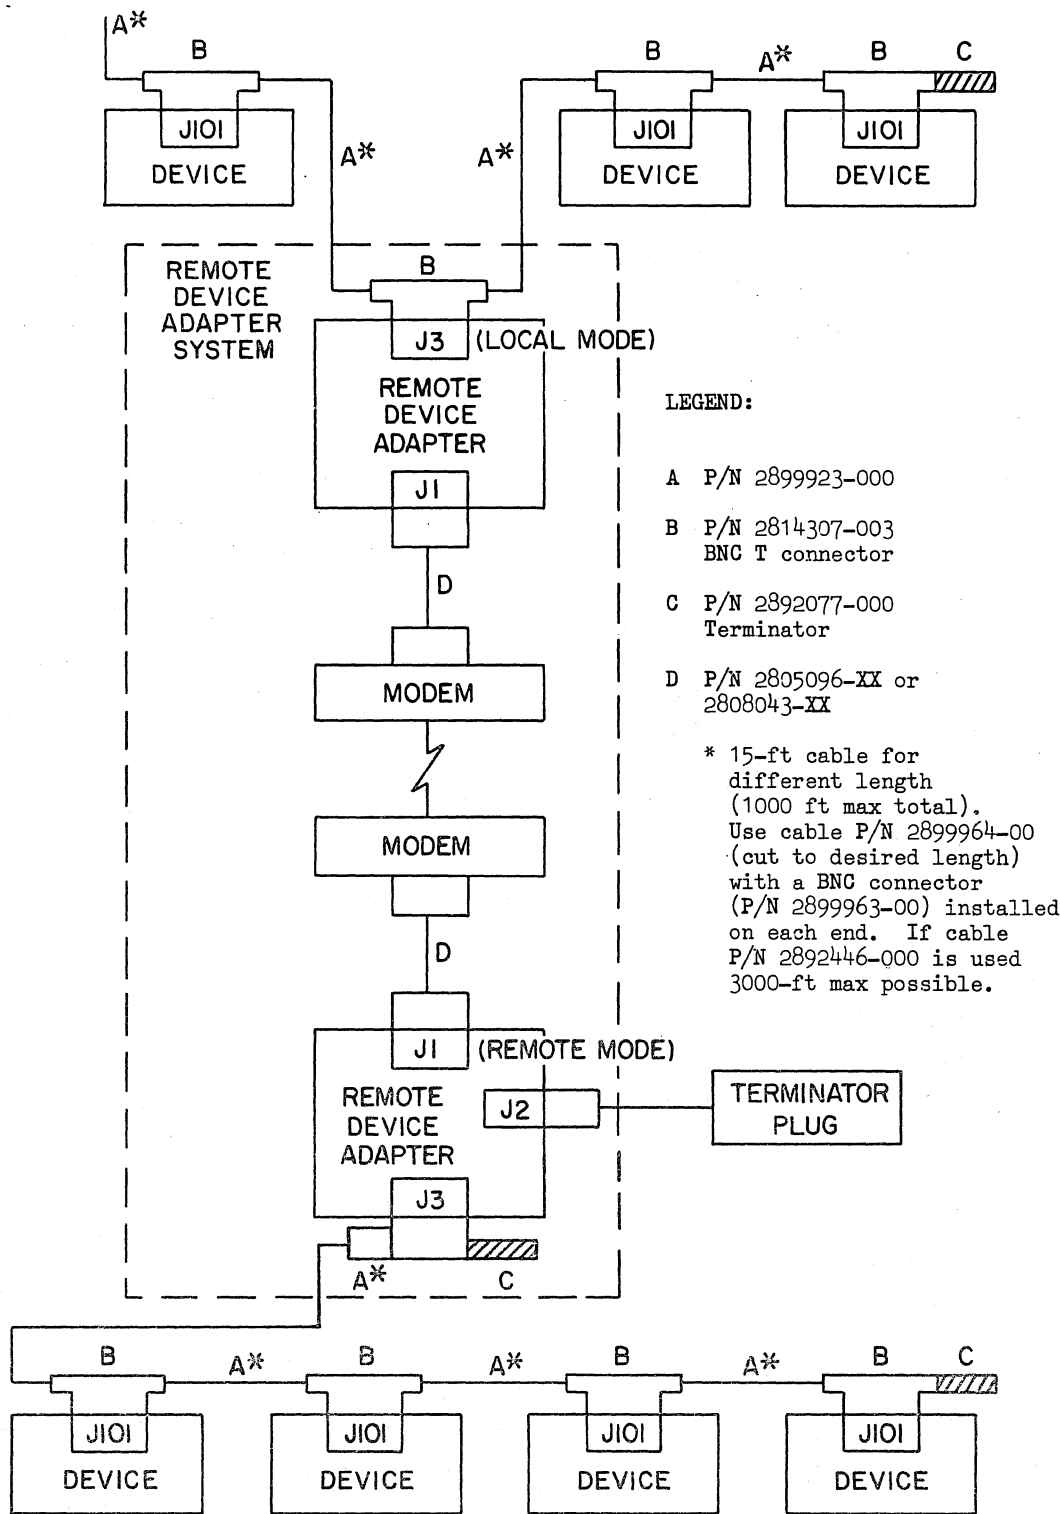 A*
B
B
A*
B
C
J101
DEVICE
A*
A*
J101
DEVICE
J101
DEVICE
REMOTE
DEVICE
ADAPTER
SYSTEM
B
J3
(LOCAL MODE)
REMOTE
DEVICE
ADAPTER
J1
D
MODEM
MODEM
D
J1
(REMOTE MODE)
REMOTE
DEVICE
ADAPTER
J2
TERMINATOR
PLUG
J3
A*
C
LEGEND:
A P/N 2899923-000
B P/N 2814307-003
BNC T connector
C P/N 2892077-000
Terminator
D P/N 2805096-XX or
2808043-XX
* 15-ft cable for
different length
(1000 ft max total).
Use cable P/N 2899964-00
(cut to desired length)
with a BNC connector
(P/N 2899963-00) installed
on each end. If cable
P/N 2892446-000 is used
3000-ft max possible.
B
A*
B
A*
B
A*
B
C
J101
DEVICE
J101
DEVICE
J101
DEVICE
J101
DEVICE